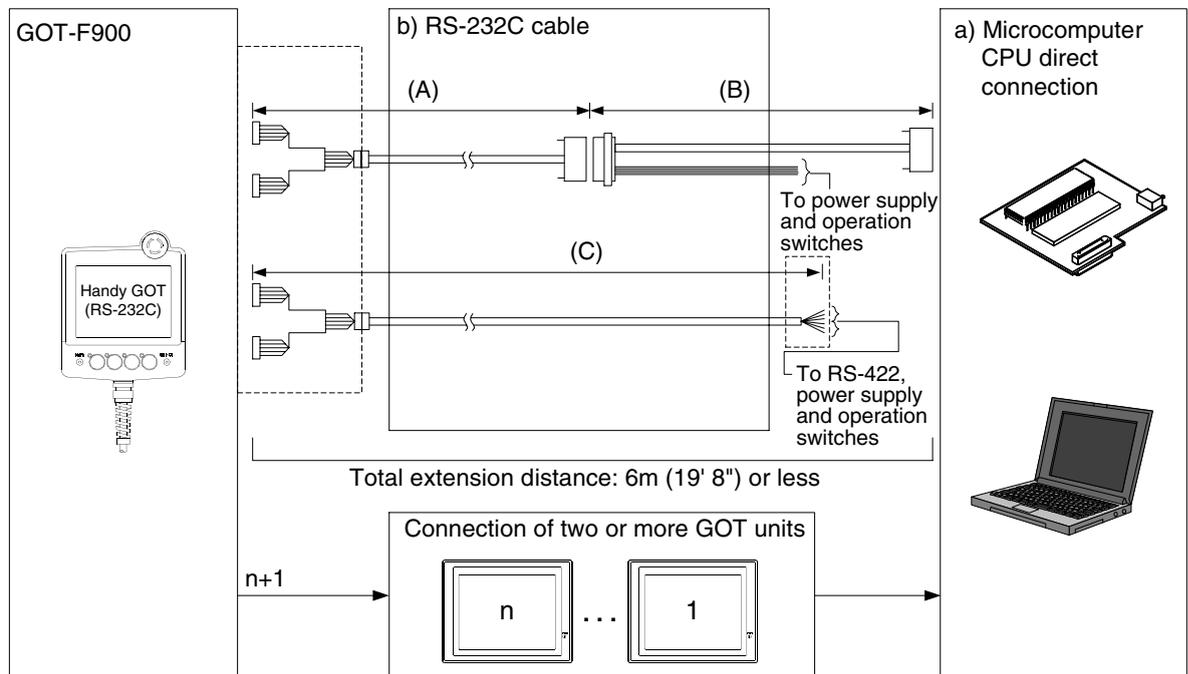 GOT-F900
b) RS-232C cable
a) Microcomputer
CPU direct
connection
(A)
(B)
To power supply
and operation
switches
(C)
Handy GOT
(RS-232C)
To RS-422,
power supply
and operation
switches
Total extension distance: 6m (19' 8") or less
Connection of two or more GOT units
n+1
n
...
1